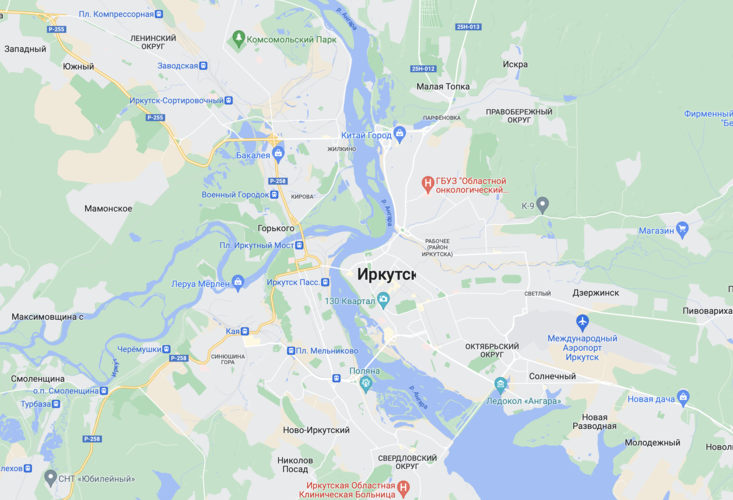 Пл. Компрессорная
р. Ангара
P-255
ЛЕНИНСКИЙ
ОКРУГ
Комсомольский Парк
25Н-013
Западный
Южный
Заводская
25Н-012
Искра
Малая Топка
Иркутск-Сортировочный
P-255
ПАРФЕНОВКА
ПРАВОБЕРЕЖНЫЙ
ОКРУГ
Фирменный
"Бе
Китай Город
Бакалея
ЖИЛКИНО
P-258
ГБУЗ "Областной
онкологический...
Военный Городок
КИРОВА
К-9
Мамонское
р. Ангара
Горького
Магазин
Пл. Иркутный Мост
РАБОЧЕЕ
(РАЙОН
ИРКУТСКА)
Иркутск
Леруа Мерлен
Иркутск Пасс.
130 Квартал
СВЕТЛЫЙ
Дзержинск
Максимовщина с
Пивовариха
Кая
Международный
Аэропорт
Иркутск
Черёмушки
P-258
СИНЮШИНА
ГОРА
Пл. Мельниково
ОКТЯБРЬСКИЙ
ОКРУГ
Иркут
Поляна
Смоленщина
Солнечный
о.п. Смоленщина
р. Ангара
Ледокол «Ангара»
Новая дача
Турбаза
Новая
Разводная
Ново-Иркутский
P-258
Молодежный
Новол
Николов
Посад
СВЕРДЛОВСКИЙ
ОКРУГ
лехов
СНТ «Юбилейный»
Иркутская Областная
Клиническая Больница